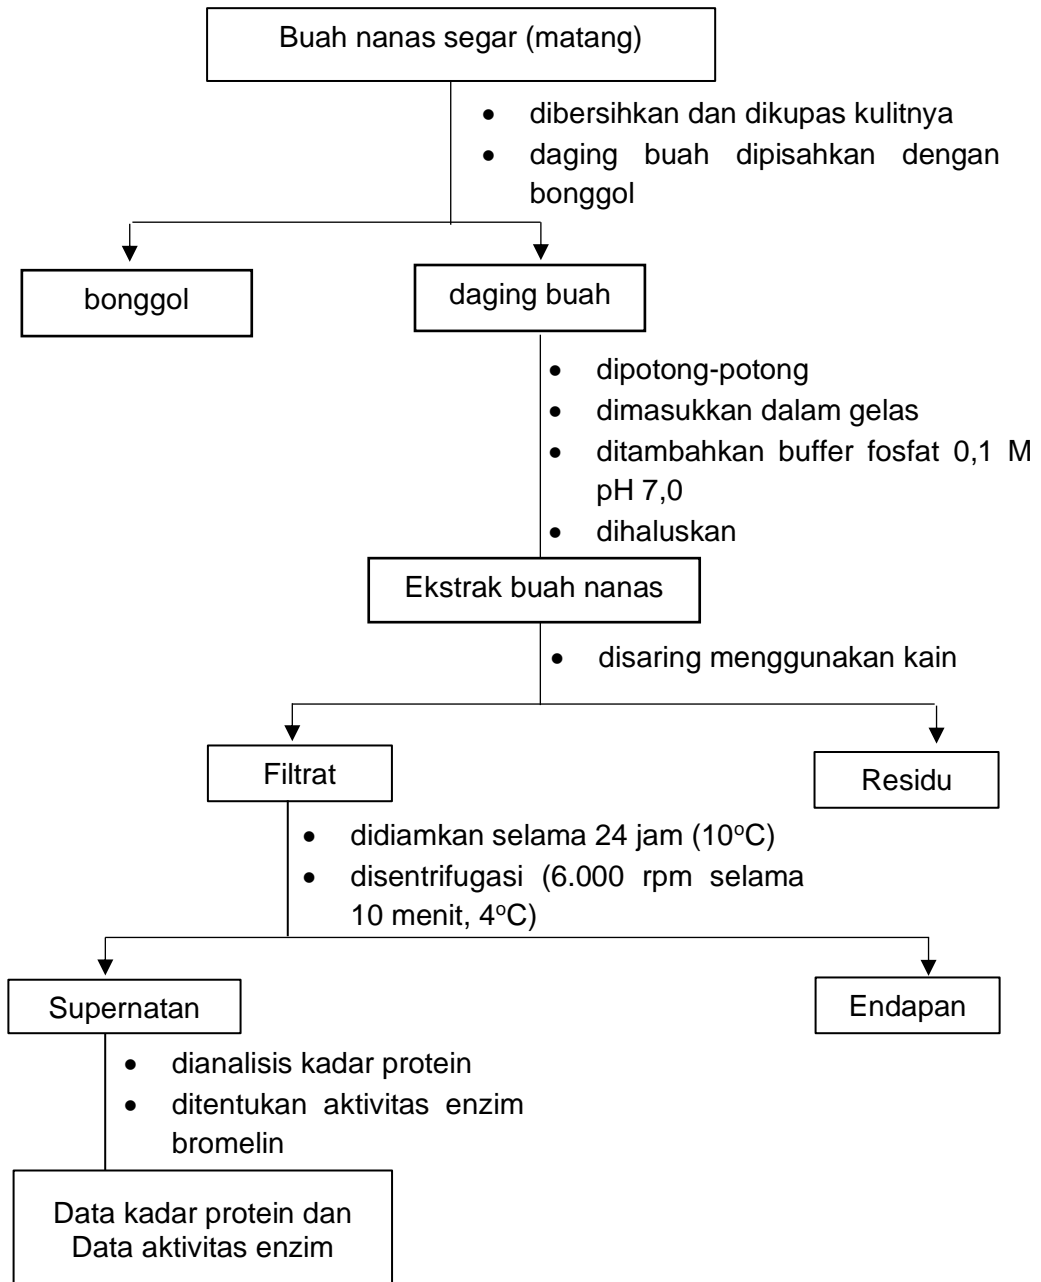 Buah nanas segar (matang)
• dibersihkan dan dikupas kulitnya
• daging buah dipisahkan dengan
bonggol
bonggol
daging buah
• dipotong-potong
• dimasukkan dalam gelas
• ditambahkan buffer fosfat 0,1 M
pH 7,0
• dihaluskan
Ekstrak buah nanas
• disaring menggunakan kain
Filtrat
Residu
• didiamkan selama 24 jam (10ºC)
• disentrifugasi (6.000 rpm selama
10 menit, 4ºC)
Supernatan
Endapan
• dianalisis kadar protein
• ditentukan aktivitas enzim
bromelin
Data kadar protein dan
Data aktivitas enzim